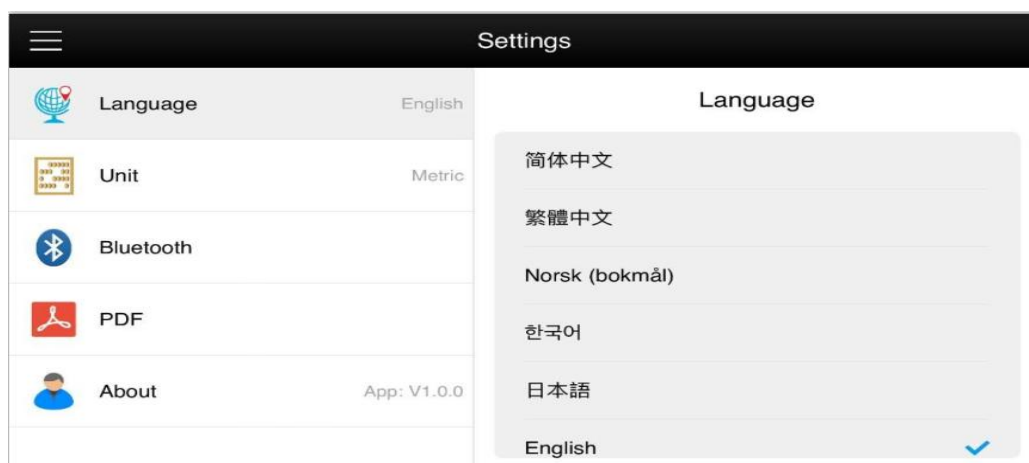 Settings
Language English
Unit Metric
Bluetooth
PDF
About App: V1.0.0
Language
简体中文
繁體中文
Norsk (bokmål)
한국어
日本語
English